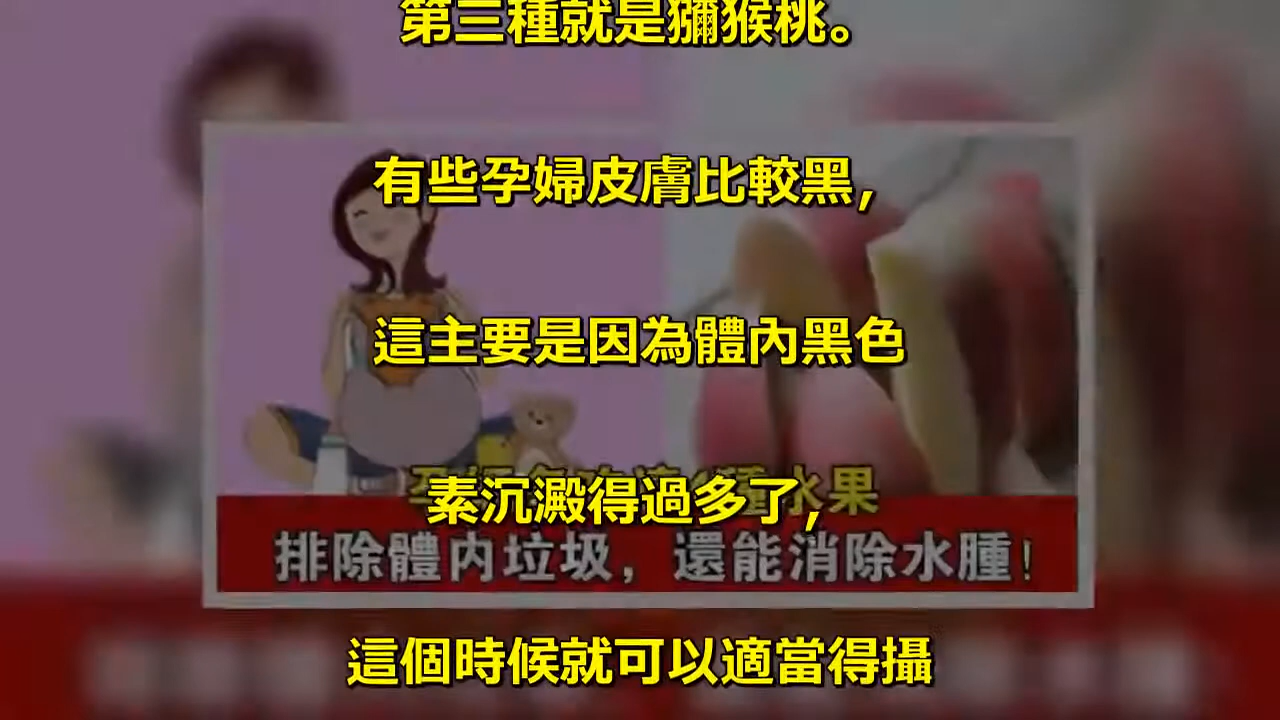 第三種就是獼猴桃。
有些孕婦皮膚比較黑，
這主要是因為體內黑色
種水果
素沉澱得過多了，
排除體內垃圾，還能消除水腫！
這個時候就可以適當得攝